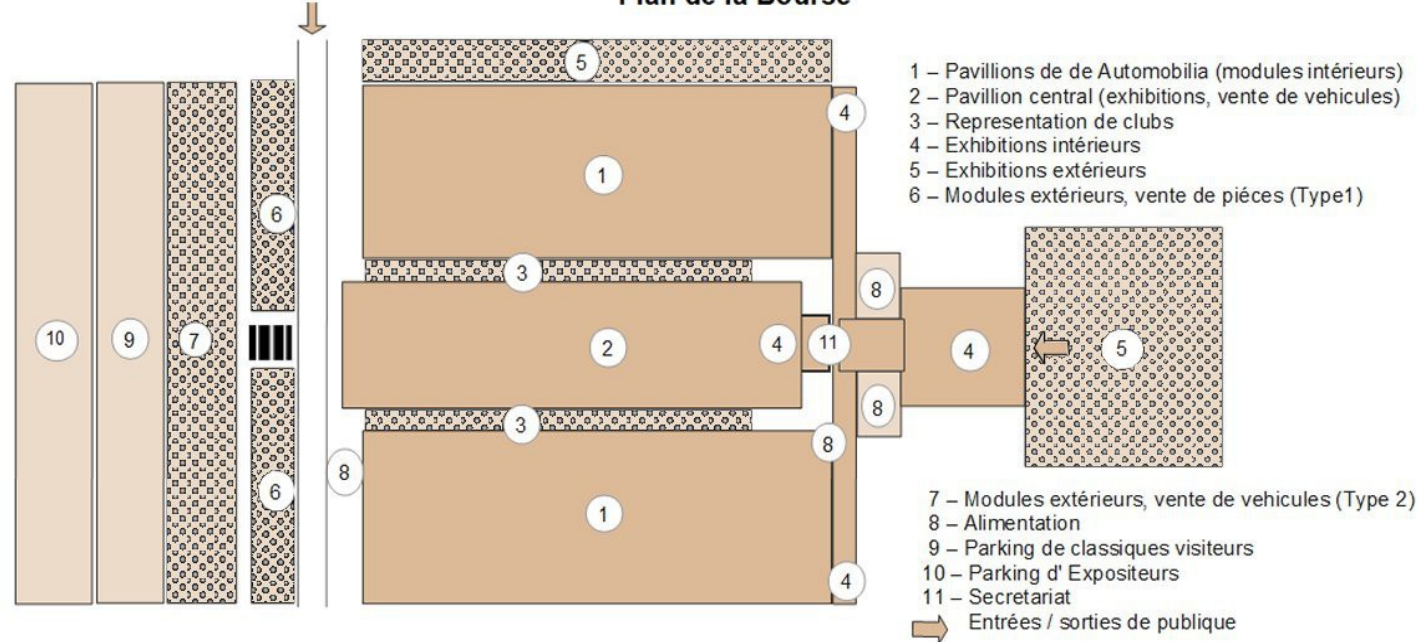 Plan de la Bourse
5
1 – Pavillions de de Automobilia (modules intérieurs)
2 – Pavillion central (exhibitions, vente de vehicules)
3 – Representation de clubs
4 – Exhibitions intérieurs
5 – Exhibitions extérieurs
6 – Modules extérieurs, vente de piéces (Type1)
4
1
6
3
8
10
9
7
2
4
11
4
5
3
8
8
8
6
1
4
7 – Modules extérieurs, vente de vehicules (Type 2)
8 – Alimentation
9 – Parking de classiques visiteurs
10 – Parking d' Expositeurs
11 – Secretariat
Entrées / sorties de publique